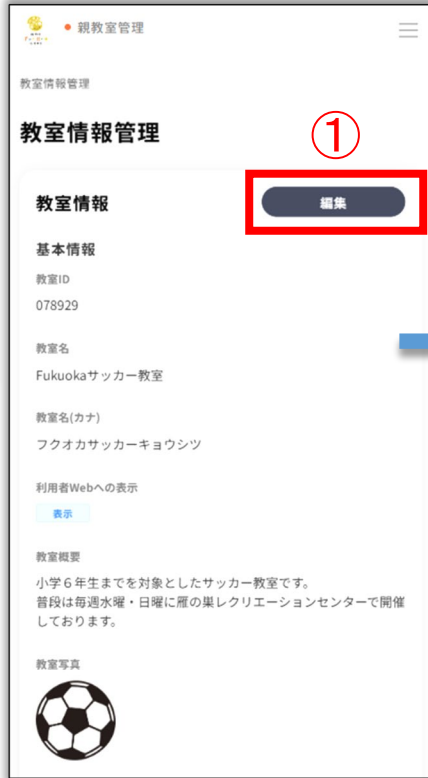 親教室管理
教室情報管理
教室情報管理
①
教室情報
編集
基本情報
教室ID
078929
教室名
Fukuokaサッカー教室
教室名(カナ)
フクオカサッカーキョウシツ
利用者Webへの表示
表示
教室概要
小学6年生までを対象としたサッカー教室です。
普段は毎週水曜・日曜に雁の巣レクリエーションセンターで開催
しております。
教室写真